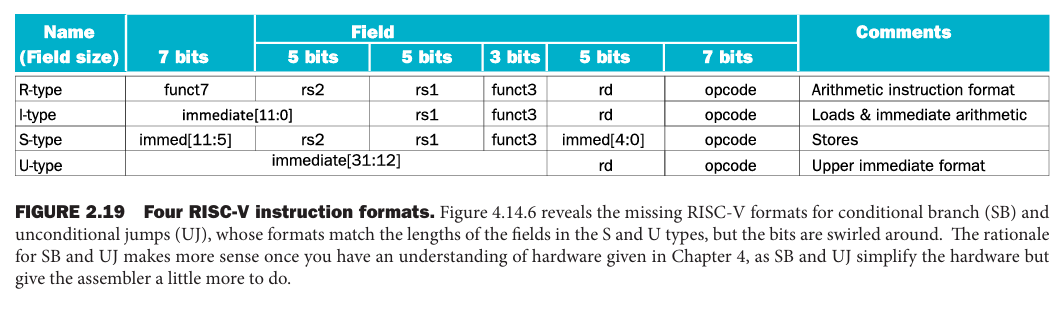 Name Field Comments
(Field size) 7 bits 5 bits 5 bits 3 bits 5 bits 7 bits
R-type funct7 rs2 rs1 funct3 rd opcode Arithmetic instruction format
I-type immediate[11:0] rs1 funct3 rd opcode Loads & immediate arithmetic
S-type immed[11:5] rs2 rs1 funct3 immed[4:0] opcode Stores
U-type immediate[31:12] rd opcode Upper immediate format
FIGURE 2.19 Four RISC-V instruction formats. Figure 4.14.6 reveals the missing RISC-V formats for conditional branch (SB) and
unconditional jumps (UJ), whose formats match the lengths of the fields in the S and U types, but the bits are swirled around. The rationale
for SB and UJ makes more sense once you have an understanding of hardware given in Chapter 4, as SB and UJ simplify the hardware but
give the assembler a little more to do.